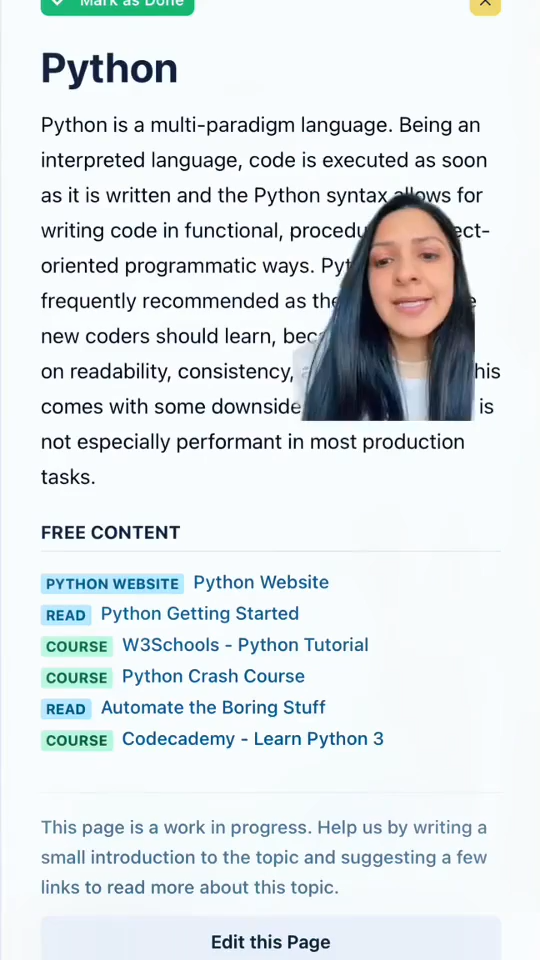 Mark as Done
Python
Python is a multi-paradigm language. Being an
interpreted language, code is executed as soon
as it is written and the Python syntax allows for
writing code in functional, procedu ect-
oriented programmatic ways. Pyt
frequently recommended as the
new coders should learn, bec
on readability, consistency, his
comes with some downside is
not especially performant in most production
tasks.
FREE CONTENT
PYTHON WEBSITE Python Website
READ Python Getting Started
COURSE W3Schools - Python Tutorial
COURSE Python Crash Course
READ Automate the Boring Stuff
COURSE Codecademy - Learn Python 3
This page is a work in progress. Help us by writing a
small introduction to the topic and suggesting a few
links to read more about this topic.
Edit this Page